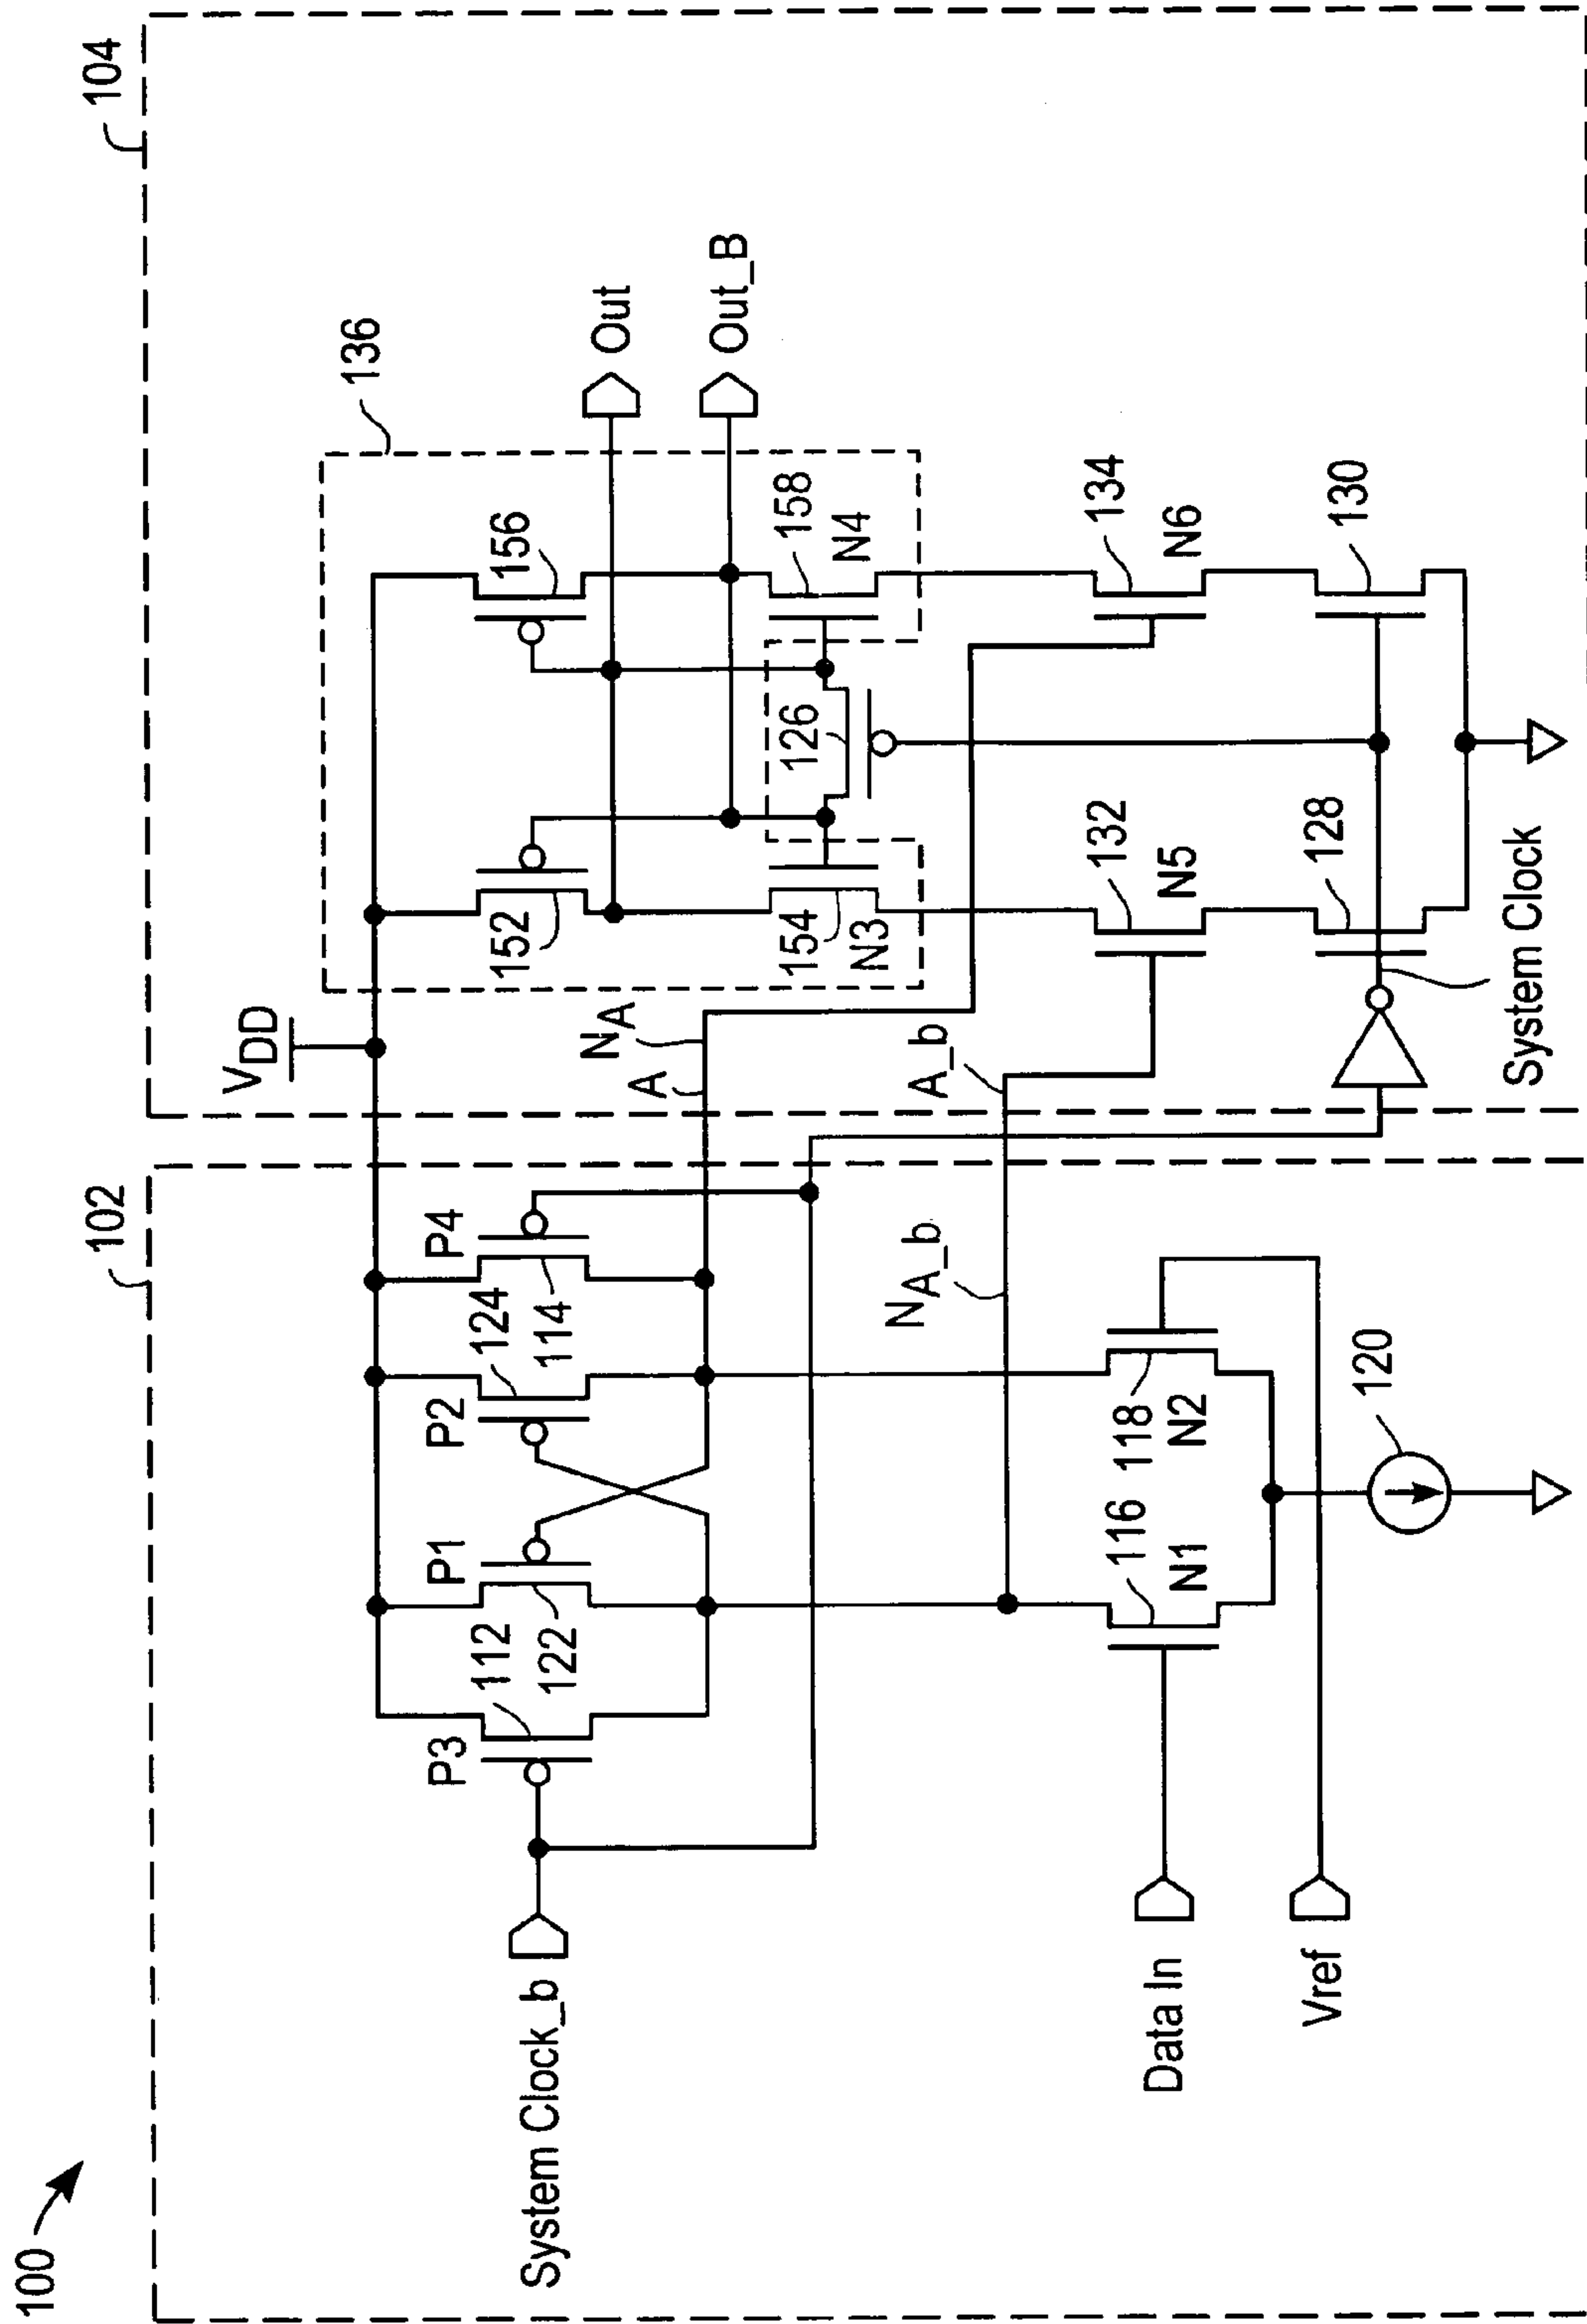 100
102
104
VDD
136
P3
112
P1
122
P2
124
P4
114
152
156
Out
Out_B
System Clock_b
A
NA
126
154
N3
158
N4
NA_b
A_b
132
N5
134
N6
Data In
116
N1
118
N2
Vref
120
128
130
System Clock